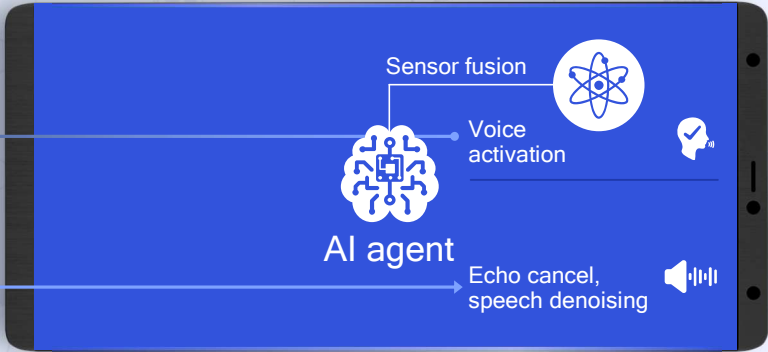 Sensor fusion
Voice
activation
AI agent
Echo cancel,
speech denoising